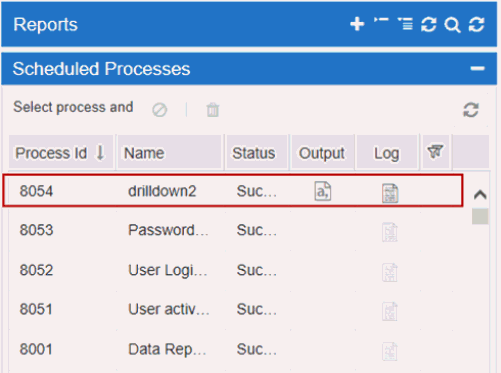 Reports
Scheduled Processes
Select process and
Process Id Name Status Output Log
8054 drilldown2 Suc... a,
8053 Password... Suc...
8052 User Logi... Suc...
8051 User activ... Suc...
8001 Data Rep... Suc...